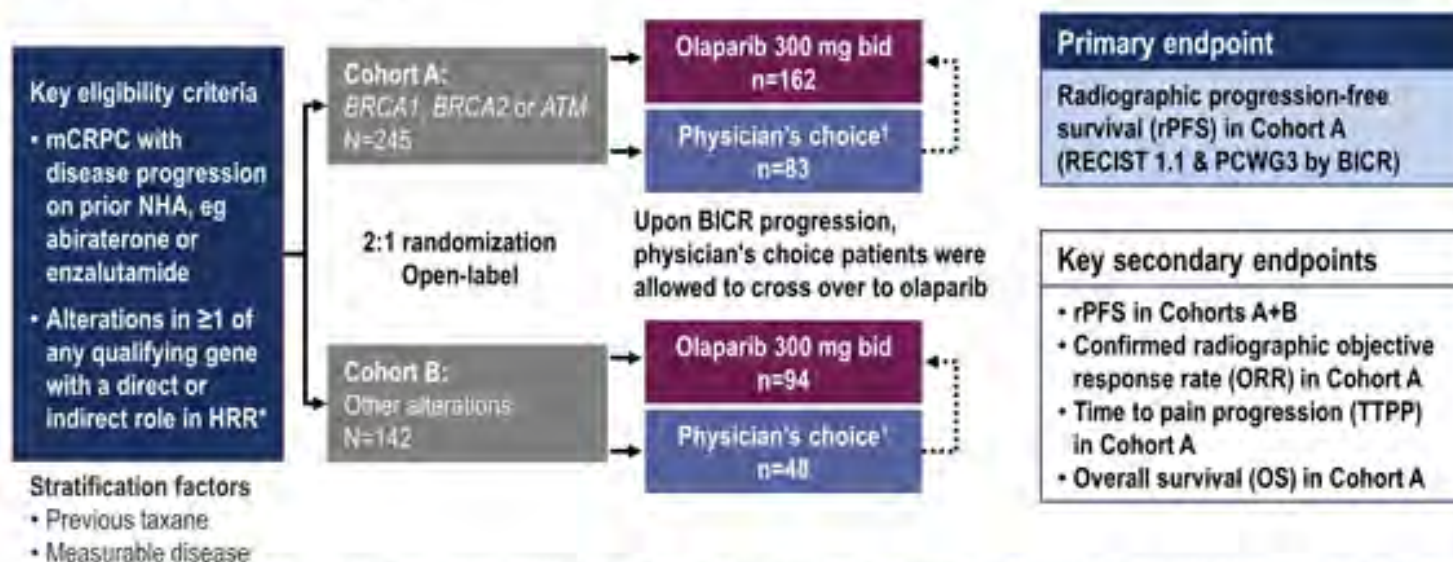 Key eligibility criteria
• mCRPC with
disease progression
on prior NHA, eg
abiraterone or
enzalutamide
• Alterations in ≥1 of
any qualifying gene
with a direct or
indirect role in HRR*
Stratification factors
• Previous taxane
• Measurable disease
Cohort A:
BRCA1, BRCA2 or ATM
N=245
2:1 randomization
Open-label
Cohort B:
Other alterations
N=142
Olaparib 300 mg bid
n=162
Physician's choice†
n=83
Upon BICR progression,
physician's choice patients were
allowed to cross over to olaparib
Olaparib 300 mg bid
n=94
Physician's choice†
n=48
Primary endpoint
Radiographic progression-free
survival (rPFS) in Cohort A
(RECIST 1.1 & PCWG3 by BICR)
Key secondary endpoints
• rPFS in Cohorts A+B
• Confirmed radiographic objective
response rate (ORR) in Cohort A
• Time to pain progression (TTPP)
in Cohort A
• Overall survival (OS) in Cohort A